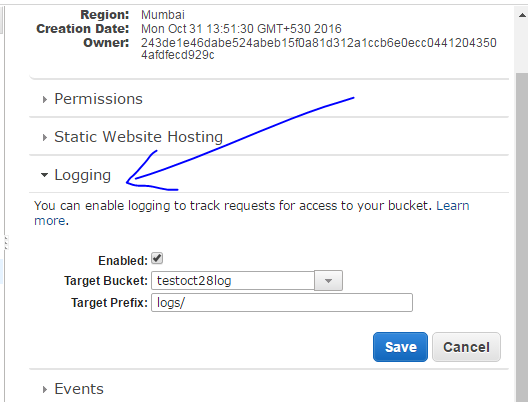 Region: Mumbai
Creation Date: Mon Oct 31 13:51:30 GMT+530 2016
Owner: 243de1e46dabe524abeb15f0a81d312a1ccb6e0ecc0441204350
4afdfecd929c
Permissions
Static Website Hosting
Logging
You can enable logging to track requests for access to your bucket. Learn
more.
Enabled:
Target Bucket: testoct28log
Target Prefix: logs/
Save Cancel
Events